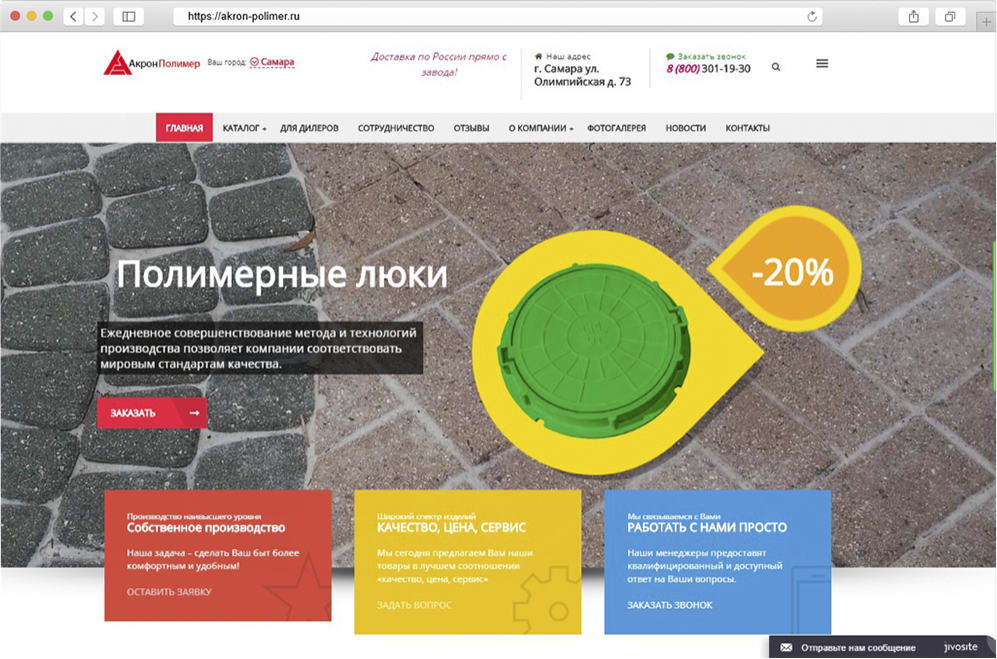 https://akron-polimer.ru
АкронПолимер
Ваш город: Самара
Доставка по России прямо с
завода!
Наш адрес
г. Самара ул.
Олимпийская д. 73
Заказать звонок
8 (800) 301-19-30
ГЛАВНАЯ КАТАЛОГ ДЛЯ ДИЛЕРОВ СОТРУДНИЧЕСТВО ОТЗЫВЫ О КОМПАНИИ ФОТОГАЛЕРЕЯ НОВОСТИ КОНТАКТЫ
Полимерные люки
-20%
Ежедневное совершенствование метода и технологий
производства позволяет компании соответствовать
мировым стандартам качества.
ЗАКАЗАТЬ
Производство наивысшего уровня
Собственное производство
Наша задача – сделать Ваш быт более
комфортным и удобным!
ОСТАВИТЬ ЗАЯВКУ
Широкий спектр изделий
КАЧЕСТВО, ЦЕНА, СЕРВИС
Мы сегодня предлагаем Вам наши
товары в лучшем соотношении
«качество, цена, сервис»
ЗАДАТЬ ВОПРОС
Мы связываемся с Вами
РАБОТАТЬ С НАМИ ПРОСТО
Наши менеджеры предоставят
квалифицированный и доступный
ответ на Ваши вопросы.
ЗАКАЗАТЬ ЗВОНОК
Отправьте нам сообщение jivosite